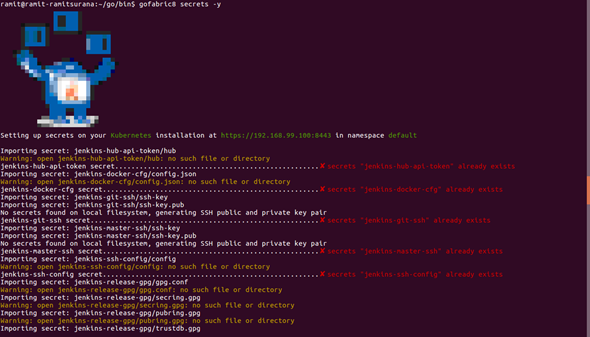 ramit@ramit-ramitsurana:~/go/bin$ gofabric8 secrets -y
Setting up secrets on your Kubernetes installation at https://192.168.99.100:8443 in namespace default
Importing secret: jenkins-hub-api-token/hub
Warning: open jenkins-hub-api-token/hub: no such file or directory
jenkins-hub-api-token secret..................................................✘ secrets "jenkins-hub-api-token" already exists
Importing secret: jenkins-docker-cfg/config.json
Warning: open jenkins-docker-cfg/config.json: no such file or directory
jenkins-docker-cfg secret.....................................................✘ secrets "jenkins-docker-cfg" already exists
Importing secret: jenkins-git-ssh/ssh-key
Importing secret: jenkins-git-ssh/ssh-key.pub
No secrets found on local filesystem, generating SSH public and private key pair
jenkins-git-ssh secret........................................................✘ secrets "jenkins-git-ssh" already exists
Importing secret: jenkins-master-ssh/ssh-key
Importing secret: jenkins-master-ssh/ssh-key.pub
No secrets found on local filesystem, generating SSH public and private key pair
jenkins-master-ssh secret.....................................................✘ secrets "jenkins-master-ssh" already exists
Importing secret: jenkins-ssh-config/config
Warning: open jenkins-ssh-config/config: no such file or directory
jenkins-ssh-config secret.....................................................✘ secrets "jenkins-ssh-config" already exists
Importing secret: jenkins-release-gpg/gpg.conf
Warning: open jenkins-release-gpg/gpg.conf: no such file or directory
Importing secret: jenkins-release-gpg/secring.gpg
Warning: open jenkins-release-gpg/secring.gpg: no such file or directory
Importing secret: jenkins-release-gpg/pubring.gpg
Warning: open jenkins-release-gpg/pubring.gpg: no such file or directory
Importing secret: jenkins-release-gpg/trustdb.gpg